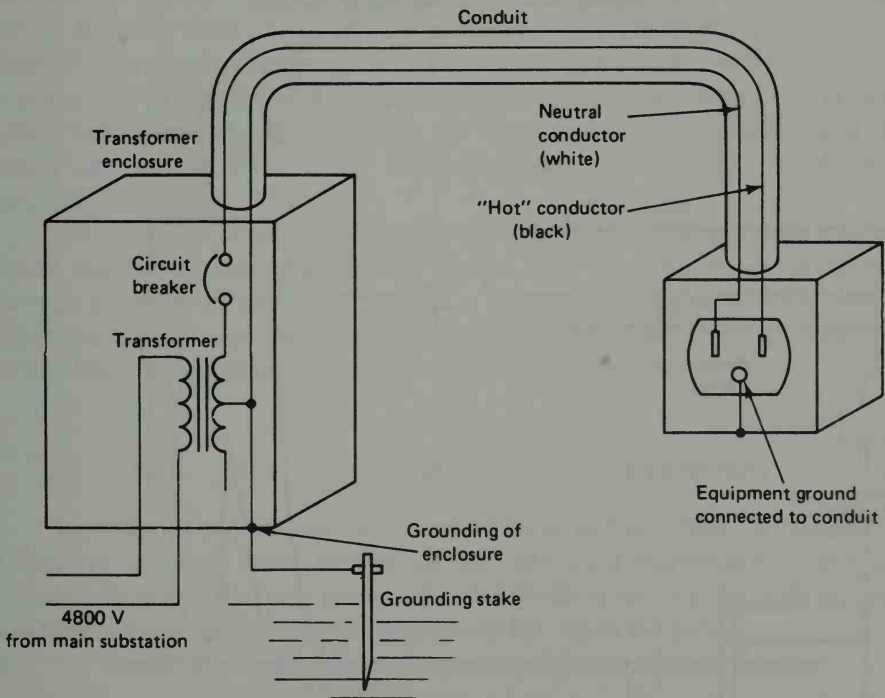 Conduit
Neutral
conductor
(white)
Transformer
enclosure
"Hot" conductor
(black)
Circuit
breaker
Transformer
Equipment ground
connected to conduit
Grounding of
enclosure
Grounding stake
4800 V
from main substation